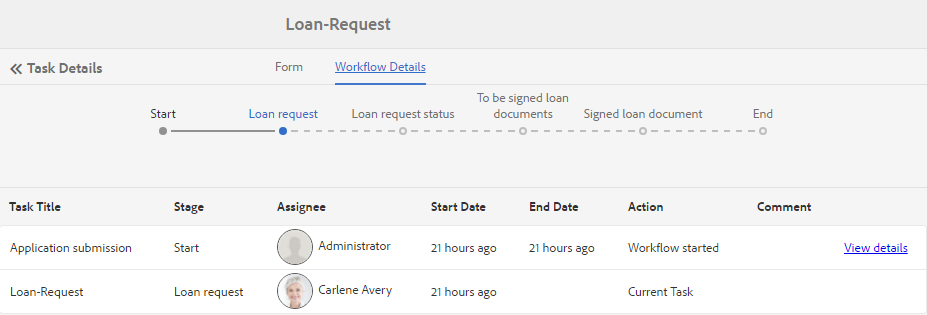 Loan-Request
Task Details
Form Workflow Details
Start Loan request Loan request status To be signed loan documents Signed loan document End
Task Title Stage Assignee Start Date End Date Action Comment
Application submission Start Administrator 21 hours ago 21 hours ago Workflow started View details
Loan-Request Loan request Carlene Avery 21 hours ago Current Task